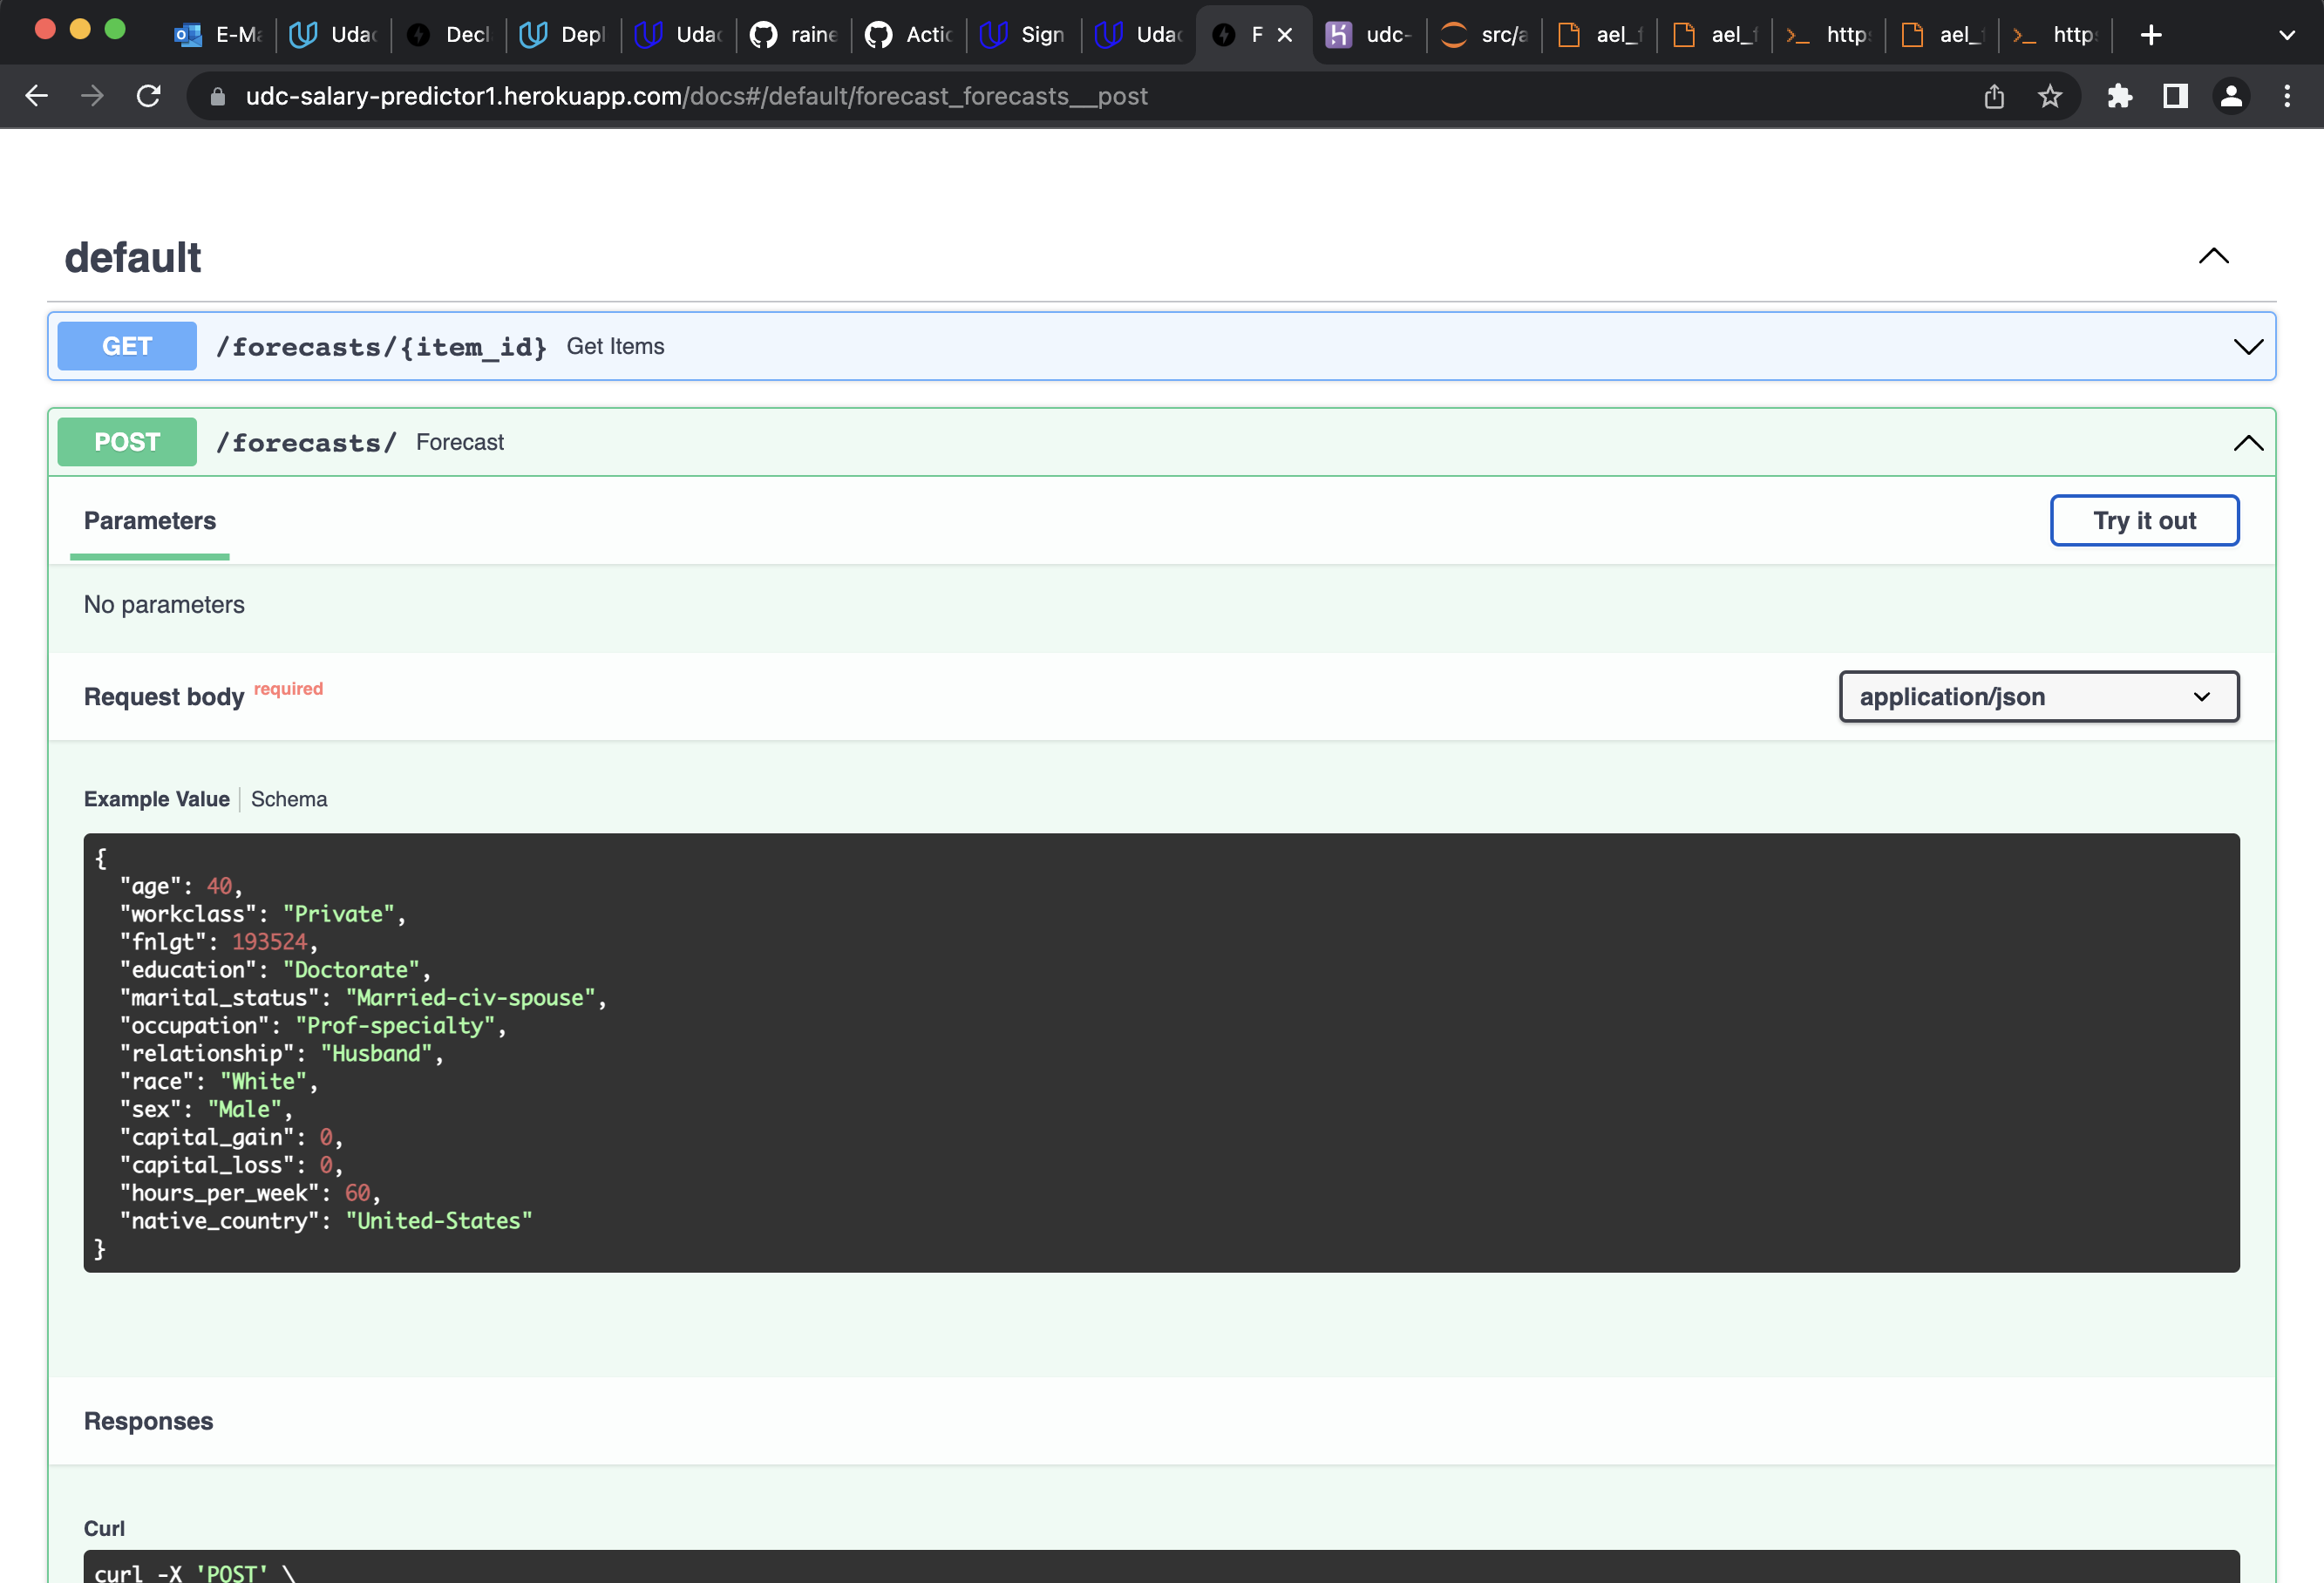 E-Ma
Udac
Decl
Depl
Udac
raine
Actic
Sign
Udac
F
udc-
src/a
ael_f
ael_f
http
ael_
http
udc-salary-predictor1.herokuapp.com/docs#/default/forecast_forecasts__post
default
GET /forecasts/{item_id} Get Items
POST /forecasts/ Forecast
Parameters
Try it out
No parameters
Request body required
application/json
Example Value Schema
{
"age": 40,
"workclass": "Private",
"fnlgt": 193524,
"education": "Doctorate",
"marital_status": "Married-civ-spouse",
"occupation": "Prof-specialty",
"relationship": "Husband",
"race": "White",
"sex": "Male",
"capital_gain": 0,
"capital_loss": 0,
"hours_per_week": 60,
"native_country": "United-States"
}
Responses
Curl
curl -X 'POST' \